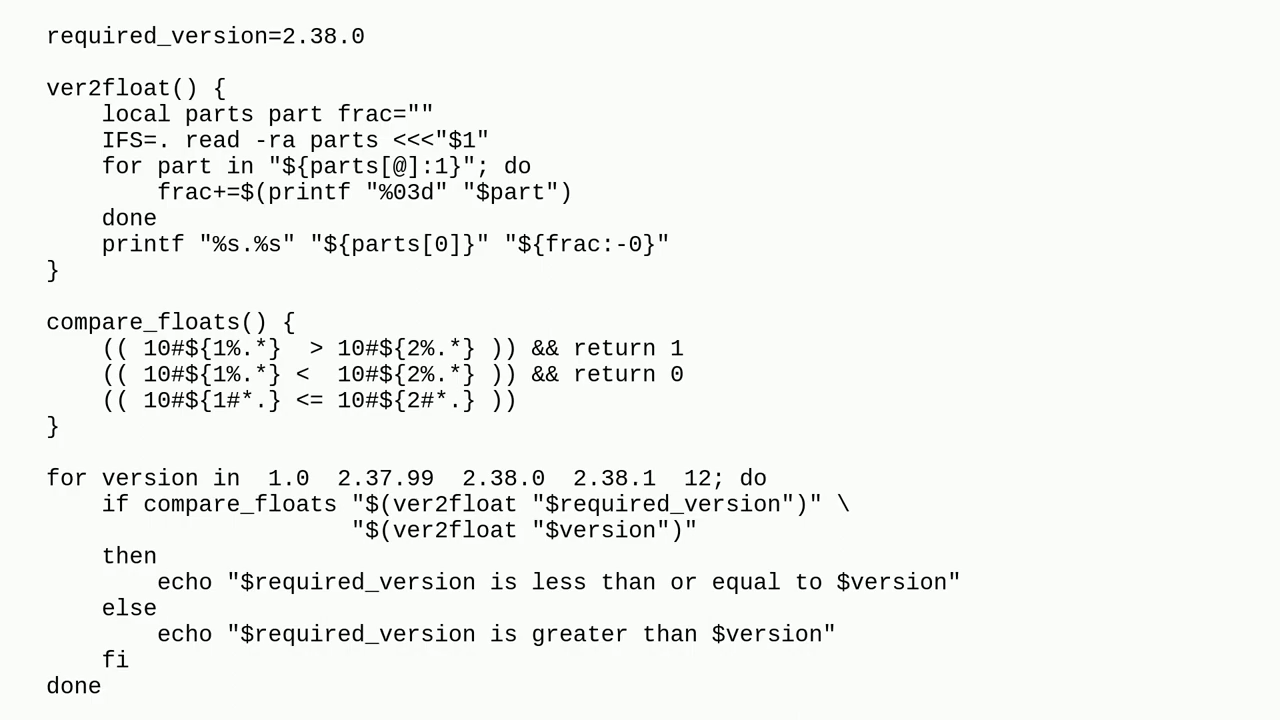 required_version=2.38.0

ver2float() {
    local parts part frac=""
    IFS=. read -ra parts <<<"$1"
    for part in "${parts[@]:1}"; do
        frac+=$(printf "%03d" "$part")
    done
    printf "%s.%s" "${parts[0]}" "${frac:-0}"
}

compare_floats() {
    (( 10#${1%.*}  > 10#${2%.*} )) && return 1
    (( 10#${1%.*} <  10#${2%.*} )) && return 0
    (( 10#${1#*.} <= 10#${2#*.} ))
}

for version in  1.0  2.37.99  2.38.0  2.38.1  12; do
    if compare_floats "$(ver2float "$required_version")" \
                      "$(ver2float "$version")"
    then
        echo "$required_version is less than or equal to $version"
    else
        echo "$required_version is greater than $version"
    fi
done